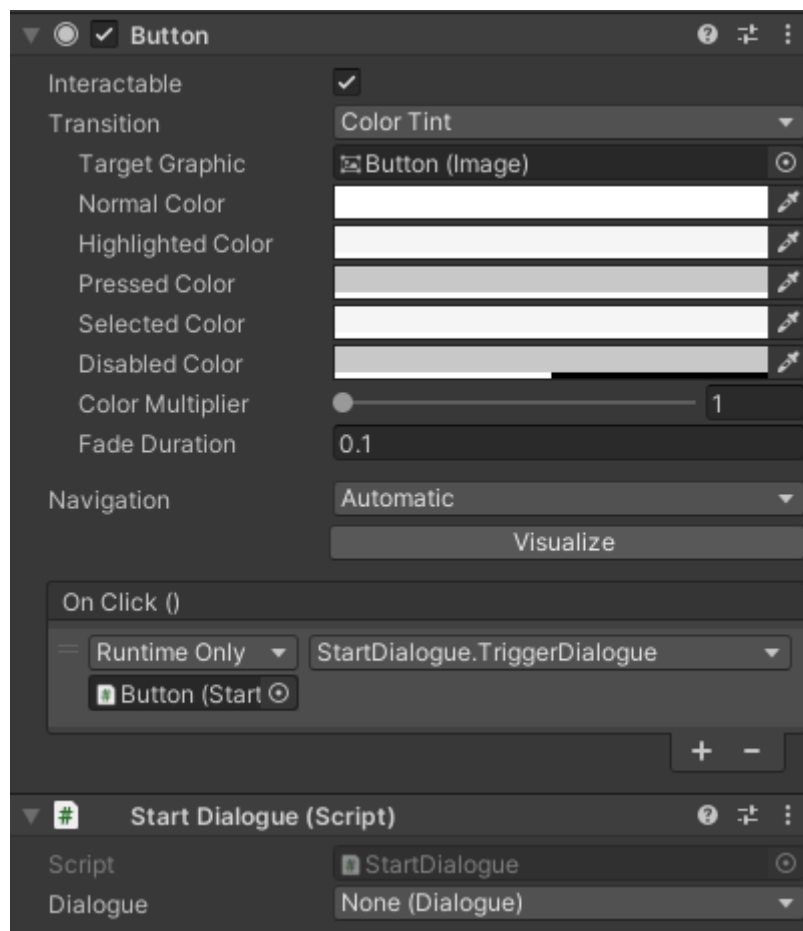 Button
Interactable
Transition Color Tint
Target Graphic Button (Image)
Normal Color
Highlighted Color
Pressed Color
Selected Color
Disabled Color
Color Multiplier 1
Fade Duration 0.1
Navigation Automatic
Visualize
On Click ()
Runtime Only StartDialogue.TriggerDialogue
Button (Start
# Start Dialogue (Script)
Script StartDialogue
Dialogue None (Dialogue)